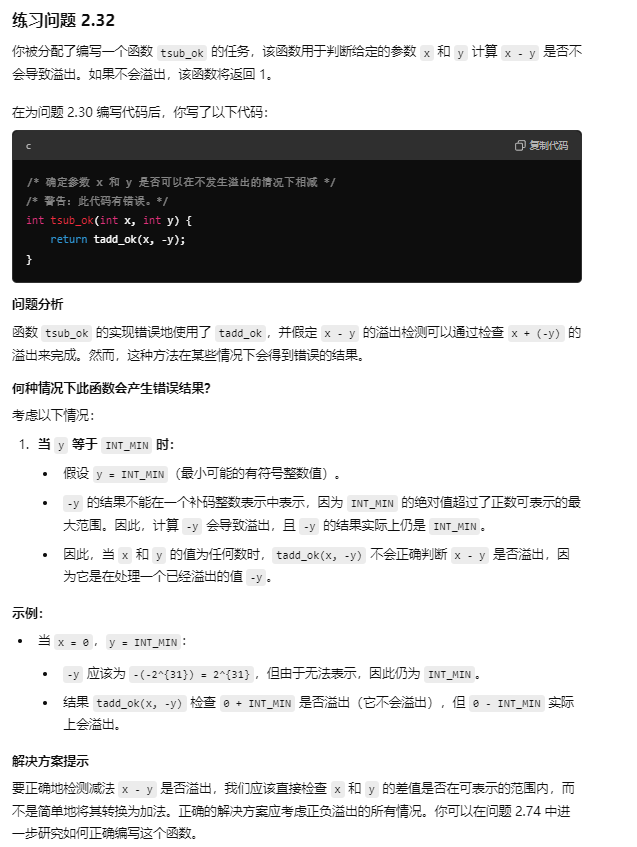 练习问题 2.32
你被分配了编写一个函数 tsub_ok 的任务，该函数用于判断给定的参数 x 和 y 计算 x - y 是否不
会导致溢出。如果不会溢出，该函数将返回 1。
在为问题 2.30 编写代码后，你写了以下代码：
c
复制代码
/* 确定参数 x 和 y 是否可以在不发生溢出的情况下相减 */
/* 警告：此代码有错误。*/
int tsub_ok(int x, int y) {
    return tadd_ok(x, -y);
}
问题分析
函数 tsub_ok 的实现错误地使用了 tadd_ok，并假定 x - y 的溢出检测可以通过检查 x + (-y) 的
溢出来完成。然而，这种方法在某些情况下会得到错误的结果。
何种情况下此函数会产生错误结果？
考虑以下情况：
1. 当 y 等于 INT_MIN 时：
• 假设 y = INT_MIN（最小可能的有符号整数值）。
• -y 的结果不能在一个补码整数表示中表示，因为 INT_MIN 的绝对值超过了正数可表示的最
大范围。因此，计算 -y 会导致溢出，且 -y 的结果实际上仍是 INT_MIN。
• 因此，当 x 和 y 的值为任何数时，tadd_ok(x, -y) 不会正确判断 x - y 是否溢出，因
为它是在处理一个已经溢出的值 -y。
示例：
• 当 x = 0，y = INT_MIN：
• -y 应该为 -(-2^{31}) = 2^{31}，但由于无法表示，因此仍为 INT_MIN。
• 结果 tadd_ok(x, -y) 检查 0 + INT_MIN 是否溢出（它不会溢出），但 0 - INT_MIN 实际
上会溢出。
解决方案提示
要正确地检测减法 x - y 是否溢出，我们应该直接检查 x 和 y 的差值是否在可表示的范围内，而
不是简单地将其转换为加法。正确的解决方案应考虑正负溢出的所有情况。你可以在问题 2.74 中进
一步研究如何正确编写这个函数。